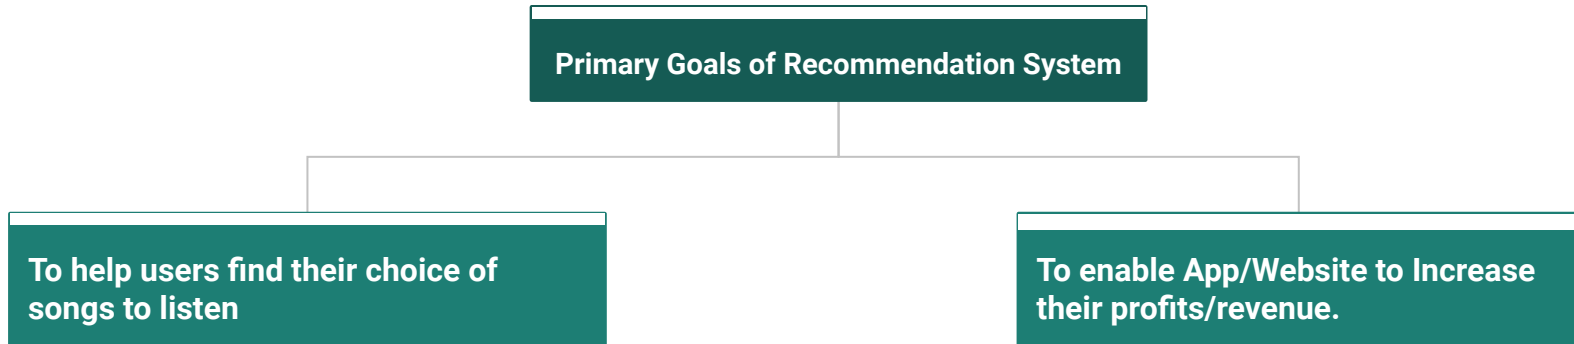 Primary Goals of Recommendation System
To help users find their choice of
songs to listen
To enable App/Website to Increase
their profits/revenue.